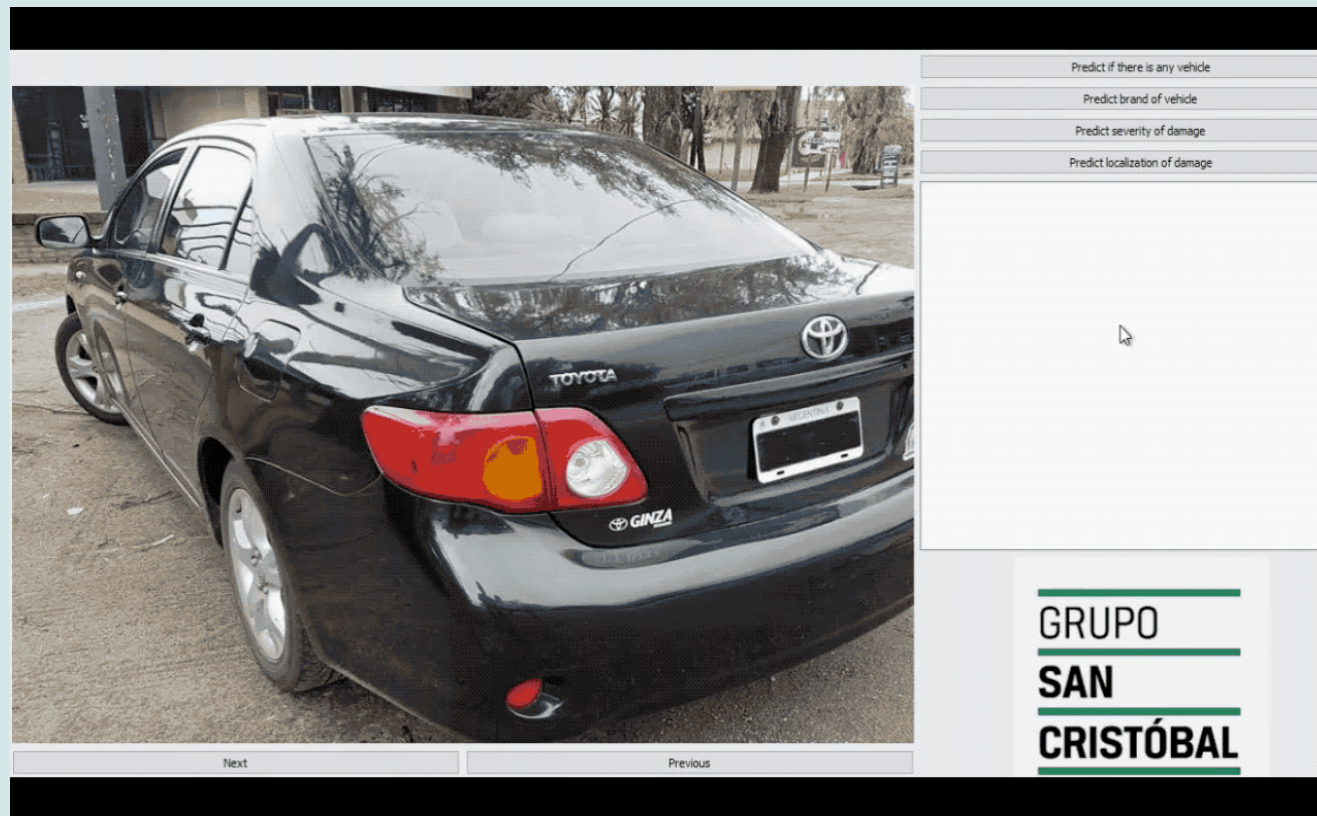 Predict if there is any vehicle
Predict brand of vehicle
Predict severity of damage
Predict localization of damage
TOYOTA
ARGENTINA
GINZA
Next
Previous
GRUPO
SAN
CRISTÓBAL